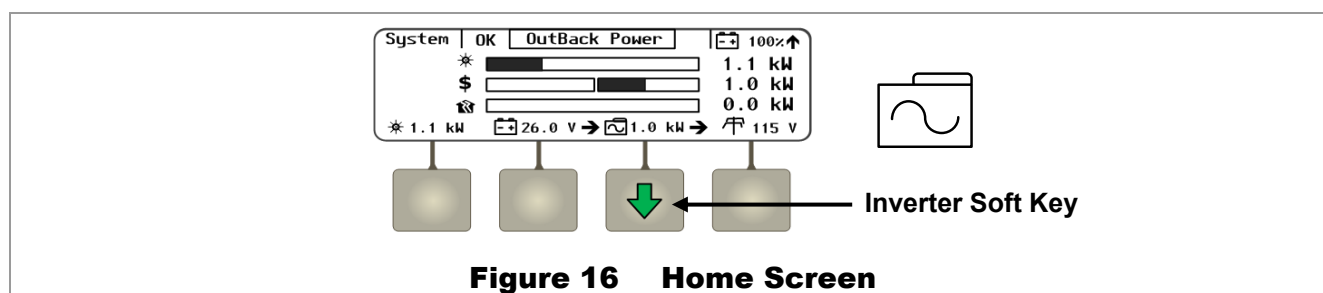 System OK OutBack Power 100%
1.1 kW
$ 1.0 kW
0.0 kW
1.1 kW 26.0 V 1.0 kW 115 V
Inverter Soft Key
Figure 16 Home Screen